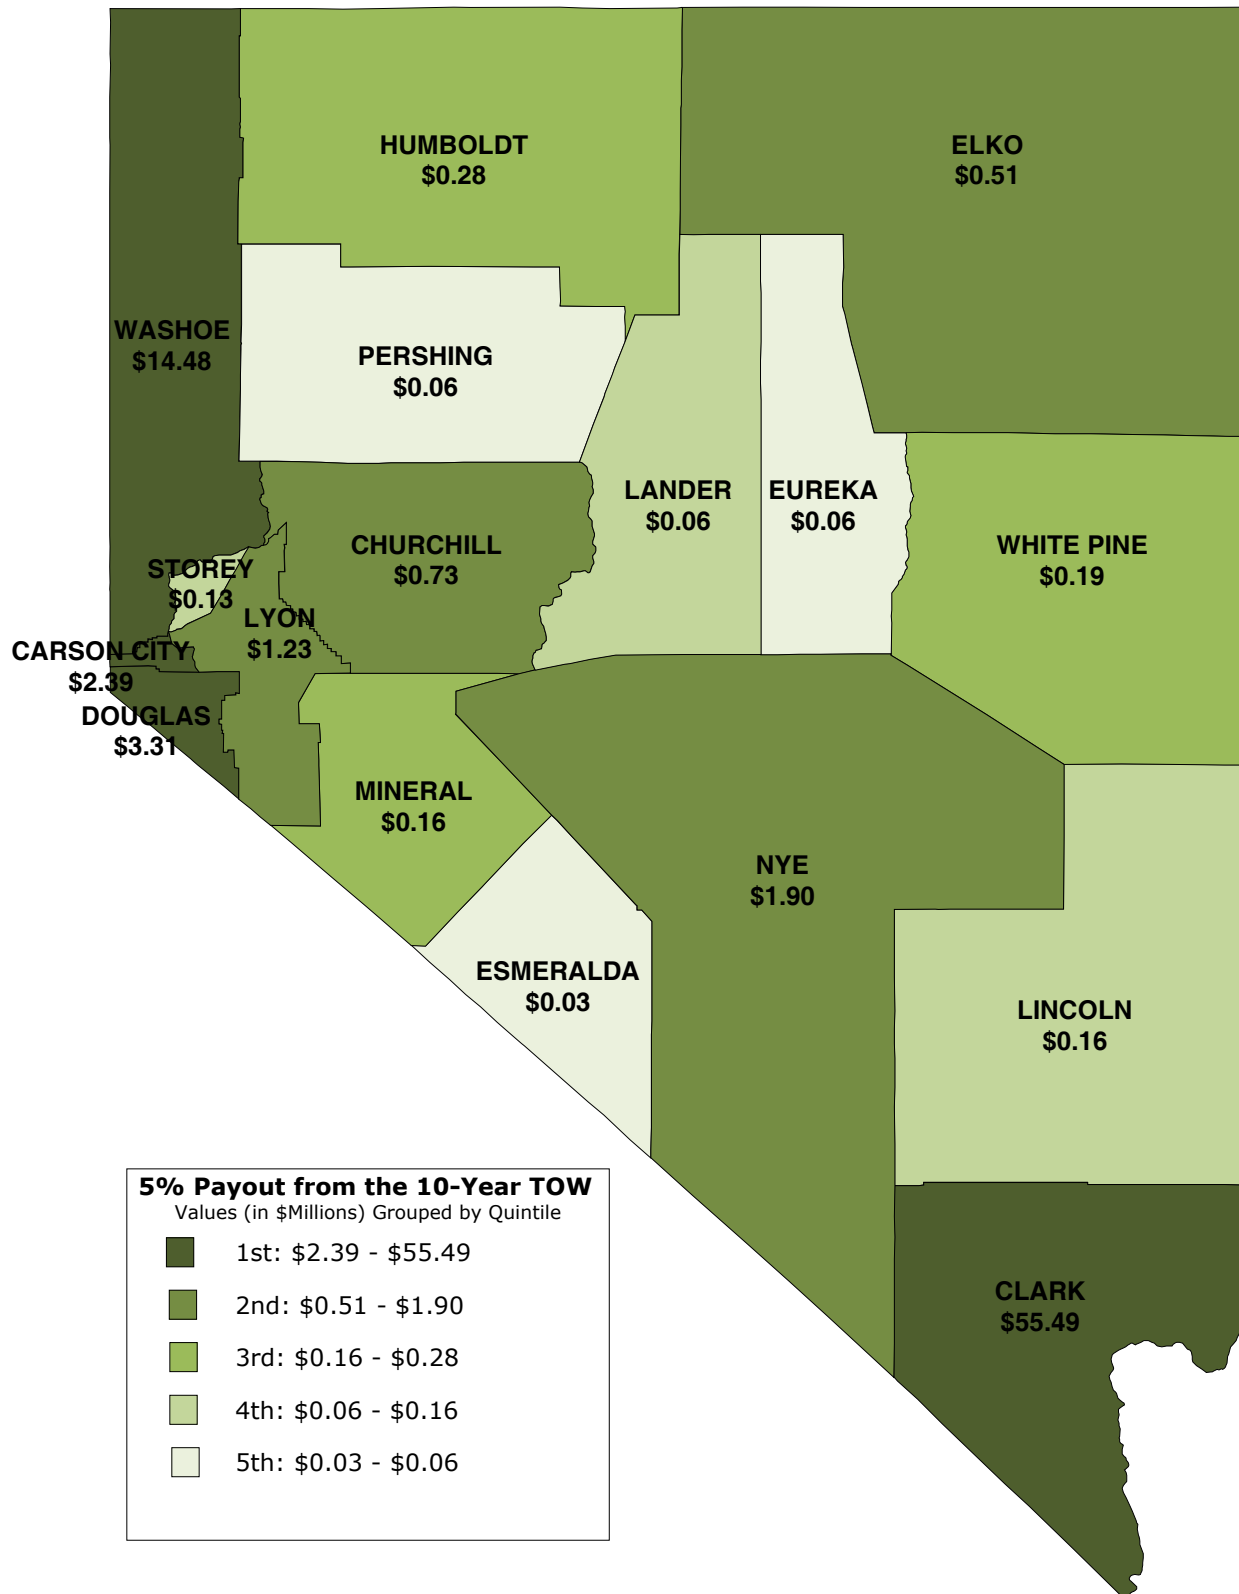 HUMBOLDT
$0.28
ELKO
$0.51
WASHOE
$14.48
PERSHING
$0.06
LANDER
$0.06
EUREKA
$0.06
CHURCHILL
$0.73
WHITE PINE
$0.19
STOREY
$0.13
LYON
$1.23
CARSON CITY
$2.39
DOUGLAS
$3.31
MINERAL
$0.16
NYE
$1.90
ESMERALDA
$0.03
LINCOLN
$0.16
CLARK
$55.49
5% Payout from the 10-Year TOW
Values (in $Millions) Grouped by Quintile
1st: $2.39 - $55.49
2nd: $0.51 - $1.90
3rd: $0.16 - $0.28
4th: $0.06 - $0.16
5th: $0.03 - $0.06